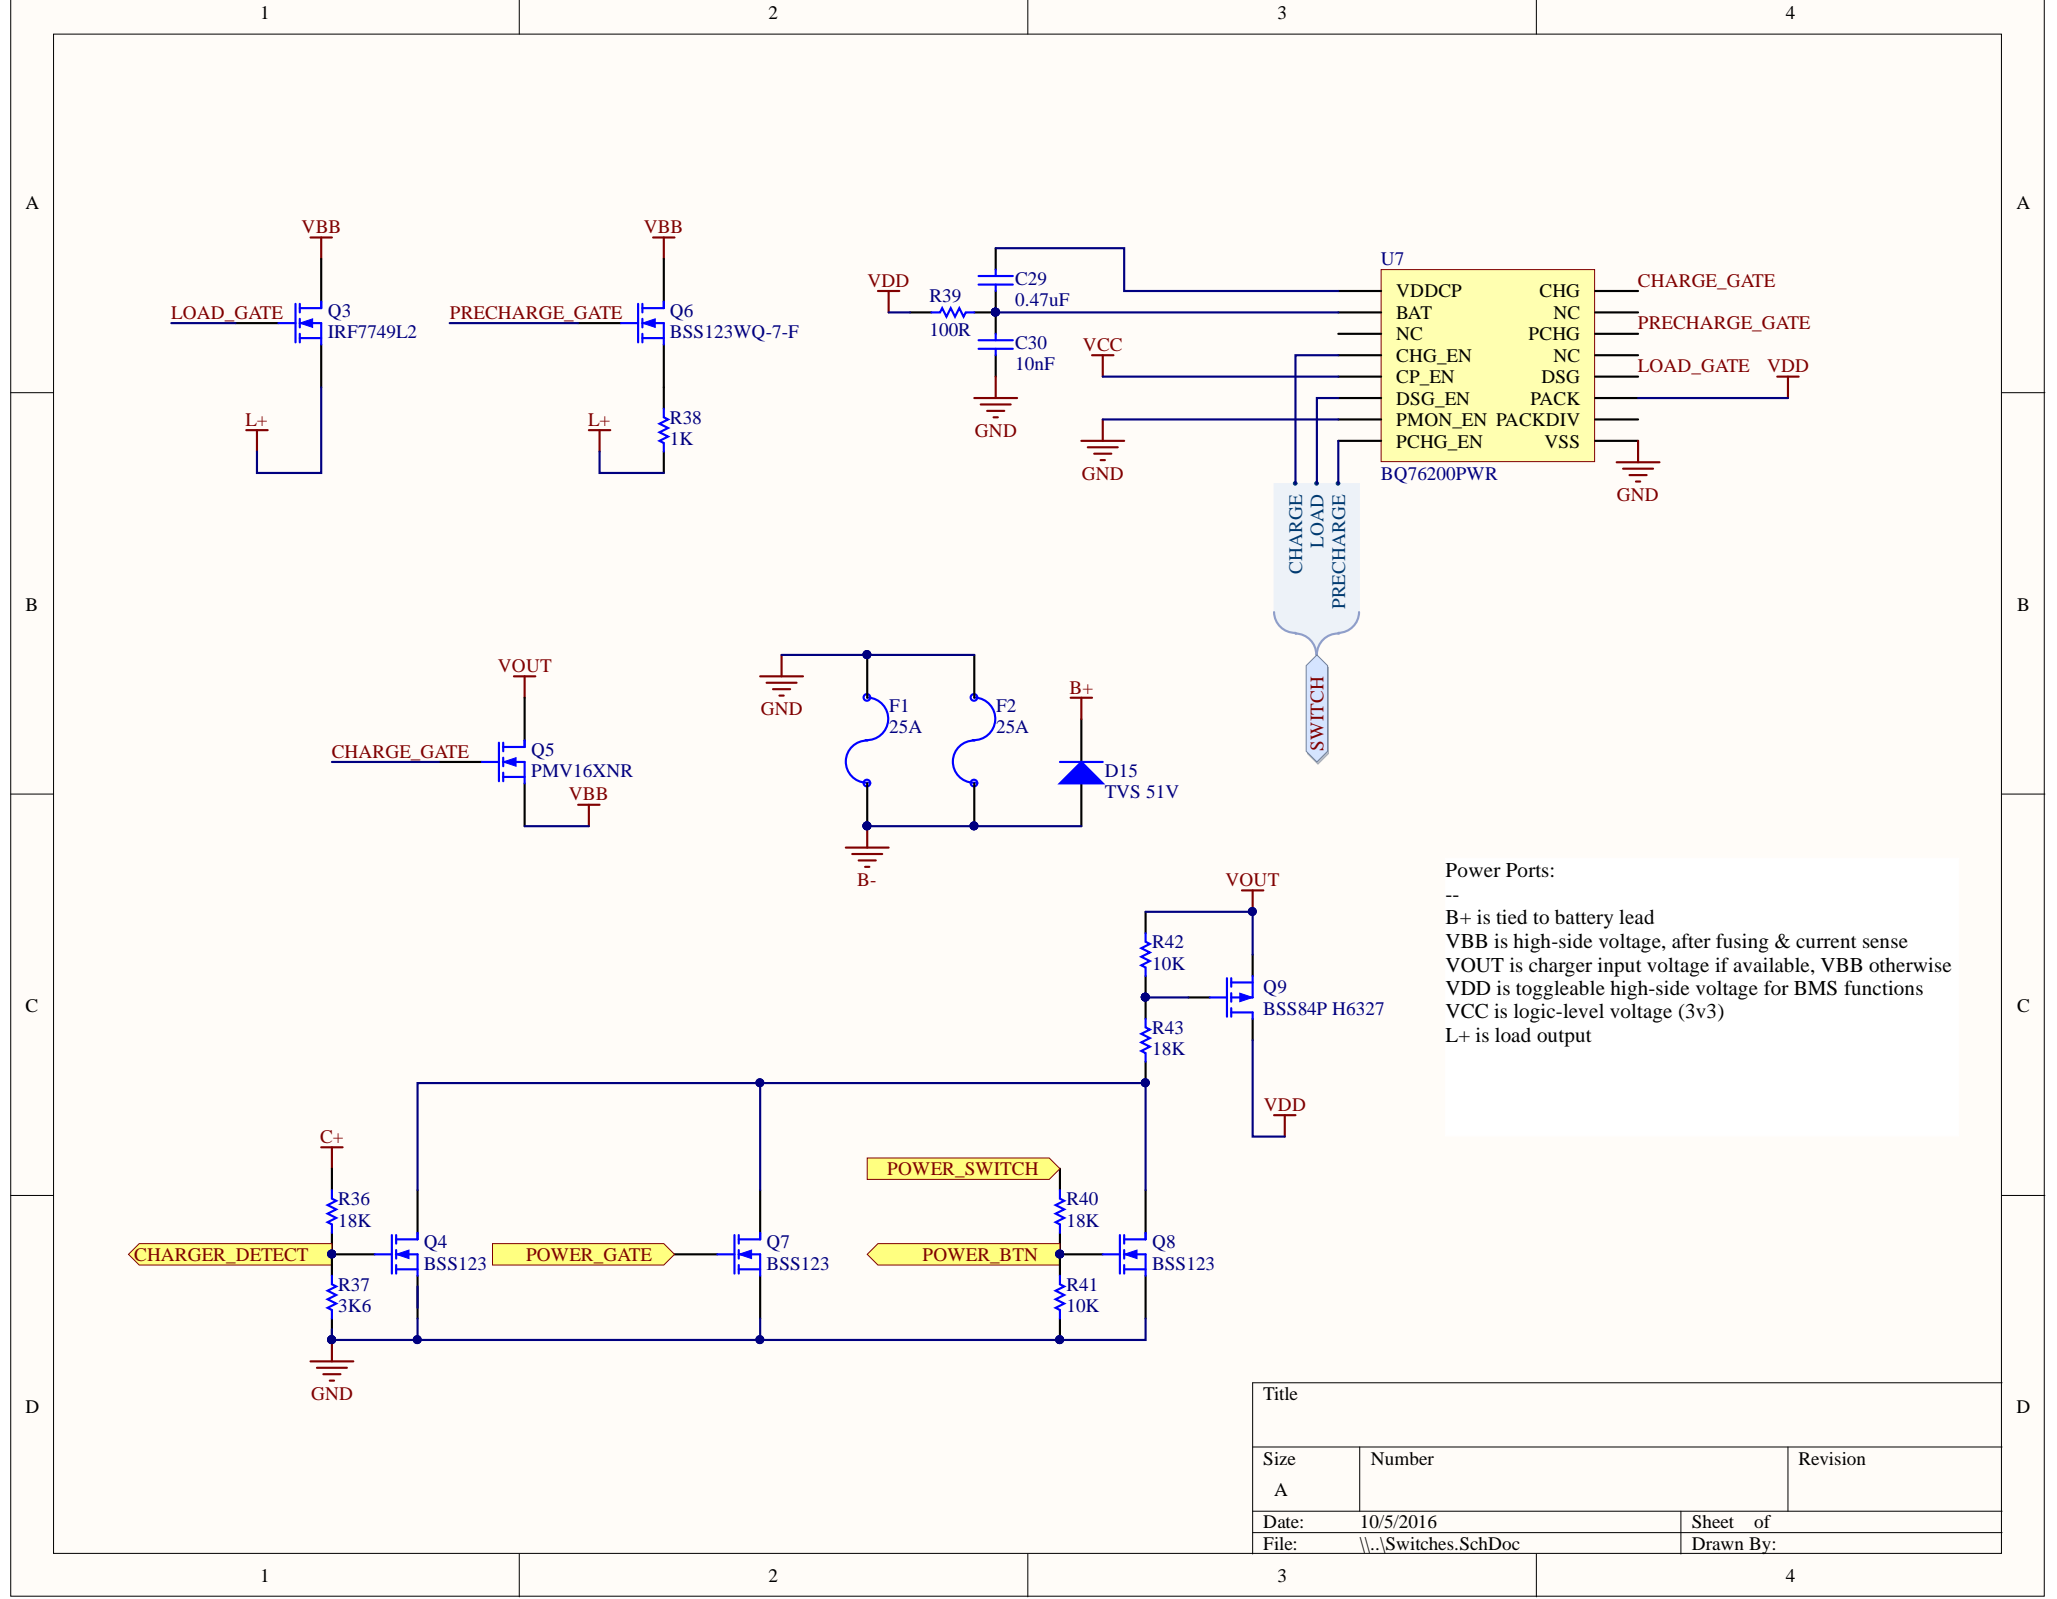 1
2
3
4
A
A
VBB
LOAD_GATE
Q3
IRF7749L2
L+
VBB
PRECHARGE_GATE
Q6
BSS123WQ-7-F
L+
R38
1K
VDD
R39
100R
C29
0.47uF
C30
10nF
GND
VCC
GND
U7
VDDCP
BAT
NC
CHG_EN
CP_EN
DSG_EN
PMON_EN
PCHG_EN
CHG
NC
PCHG
NC
DSG
PACK
PACKDIV
VSS
BQ76200PWR
CHARGE_GATE
PRECHARGE_GATE
LOAD_GATE
VDD
GND
CHARGE
LOAD
PRECHARGE
SWITCH
B
B
VOUT
CHARGE_GATE
Q5
PMV16XNR
VBB
GND
F1
25A
F2
25A
B+
D15
TVS 51V
B-
Power Ports:
--
B+ is tied to battery lead
VBB is high-side voltage, after fusing & current sense
VOUT is charger input voltage if available, VBB otherwise
VDD is toggleable high-side voltage for BMS functions
VCC is logic-level voltage (3v3)
L+ is load output
C
C
VOUT
R42
10K
Q9
BSS84P H6327
R43
18K
VDD
C+
R36
18K
CHARGER_DETECT
Q4
BSS123
R37
3K6
GND
POWER_GATE
Q7
BSS123
POWER_SWITCH
R40
18K
POWER_BTN
Q8
BSS123
R41
10K
D
D
Title
Size
A
Number
Revision
Date:
10/5/2016
Sheet of
File:
\\..\Switches.SchDoc
Drawn By:
1
2
3
4